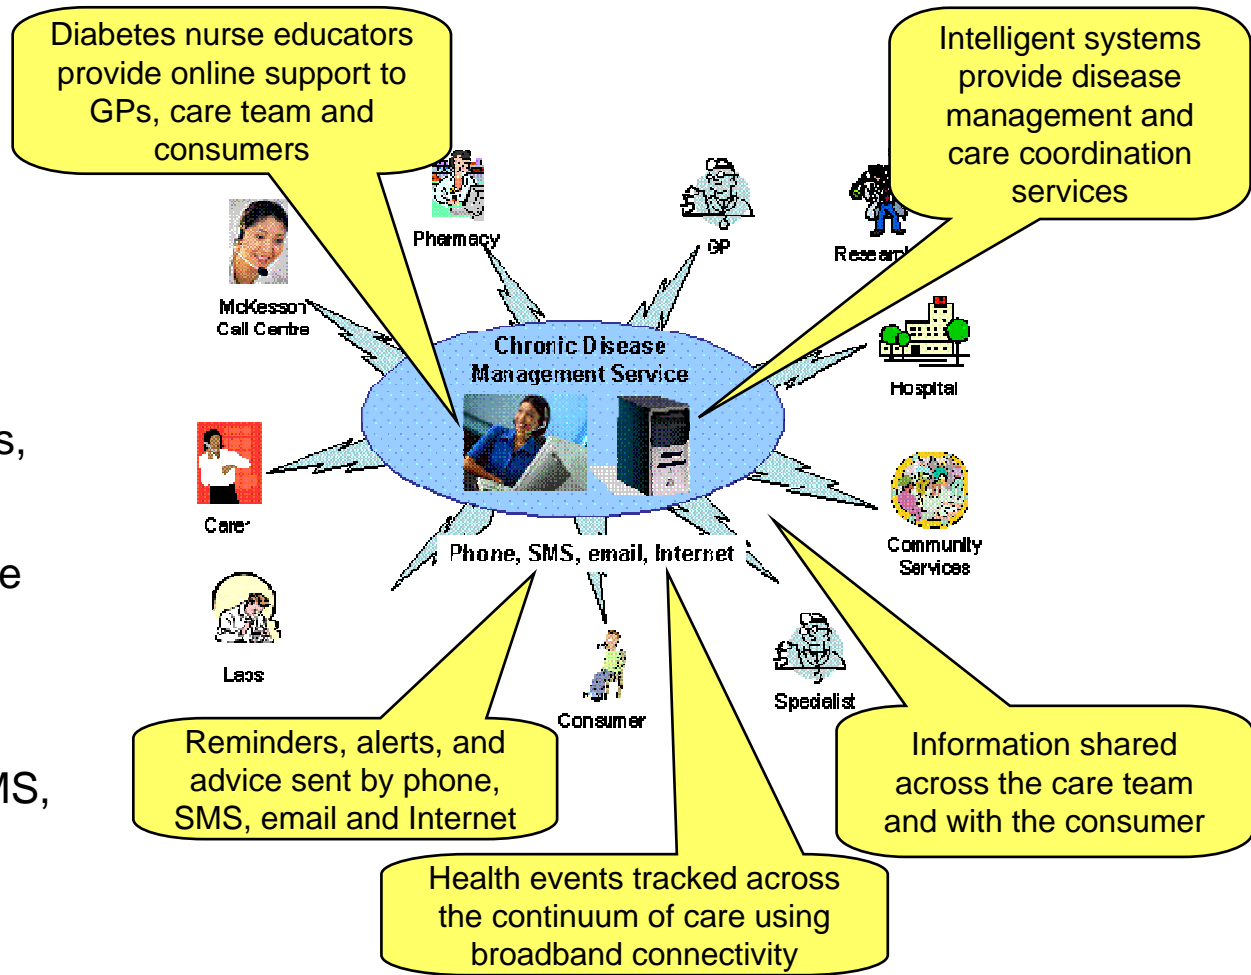 Diabetes nurse educators
provide online support to
GPs, care team and
consumers
Intelligent systems
provide disease
management and
care coordination
services
Pharmacy
GP
McKesson
Call Centre
Chronic Disease
Management Service
Hospital
s,
Carer
Phone, SMS, email, Internet
Community
Services
e
Labs
Consumer
Specialist
Reminders, alerts, and
advice sent by phone,
SMS, email and Internet
MS,
Information shared
across the care team
and with the consumer
Health events tracked across
the continuum of care using
broadband connectivity